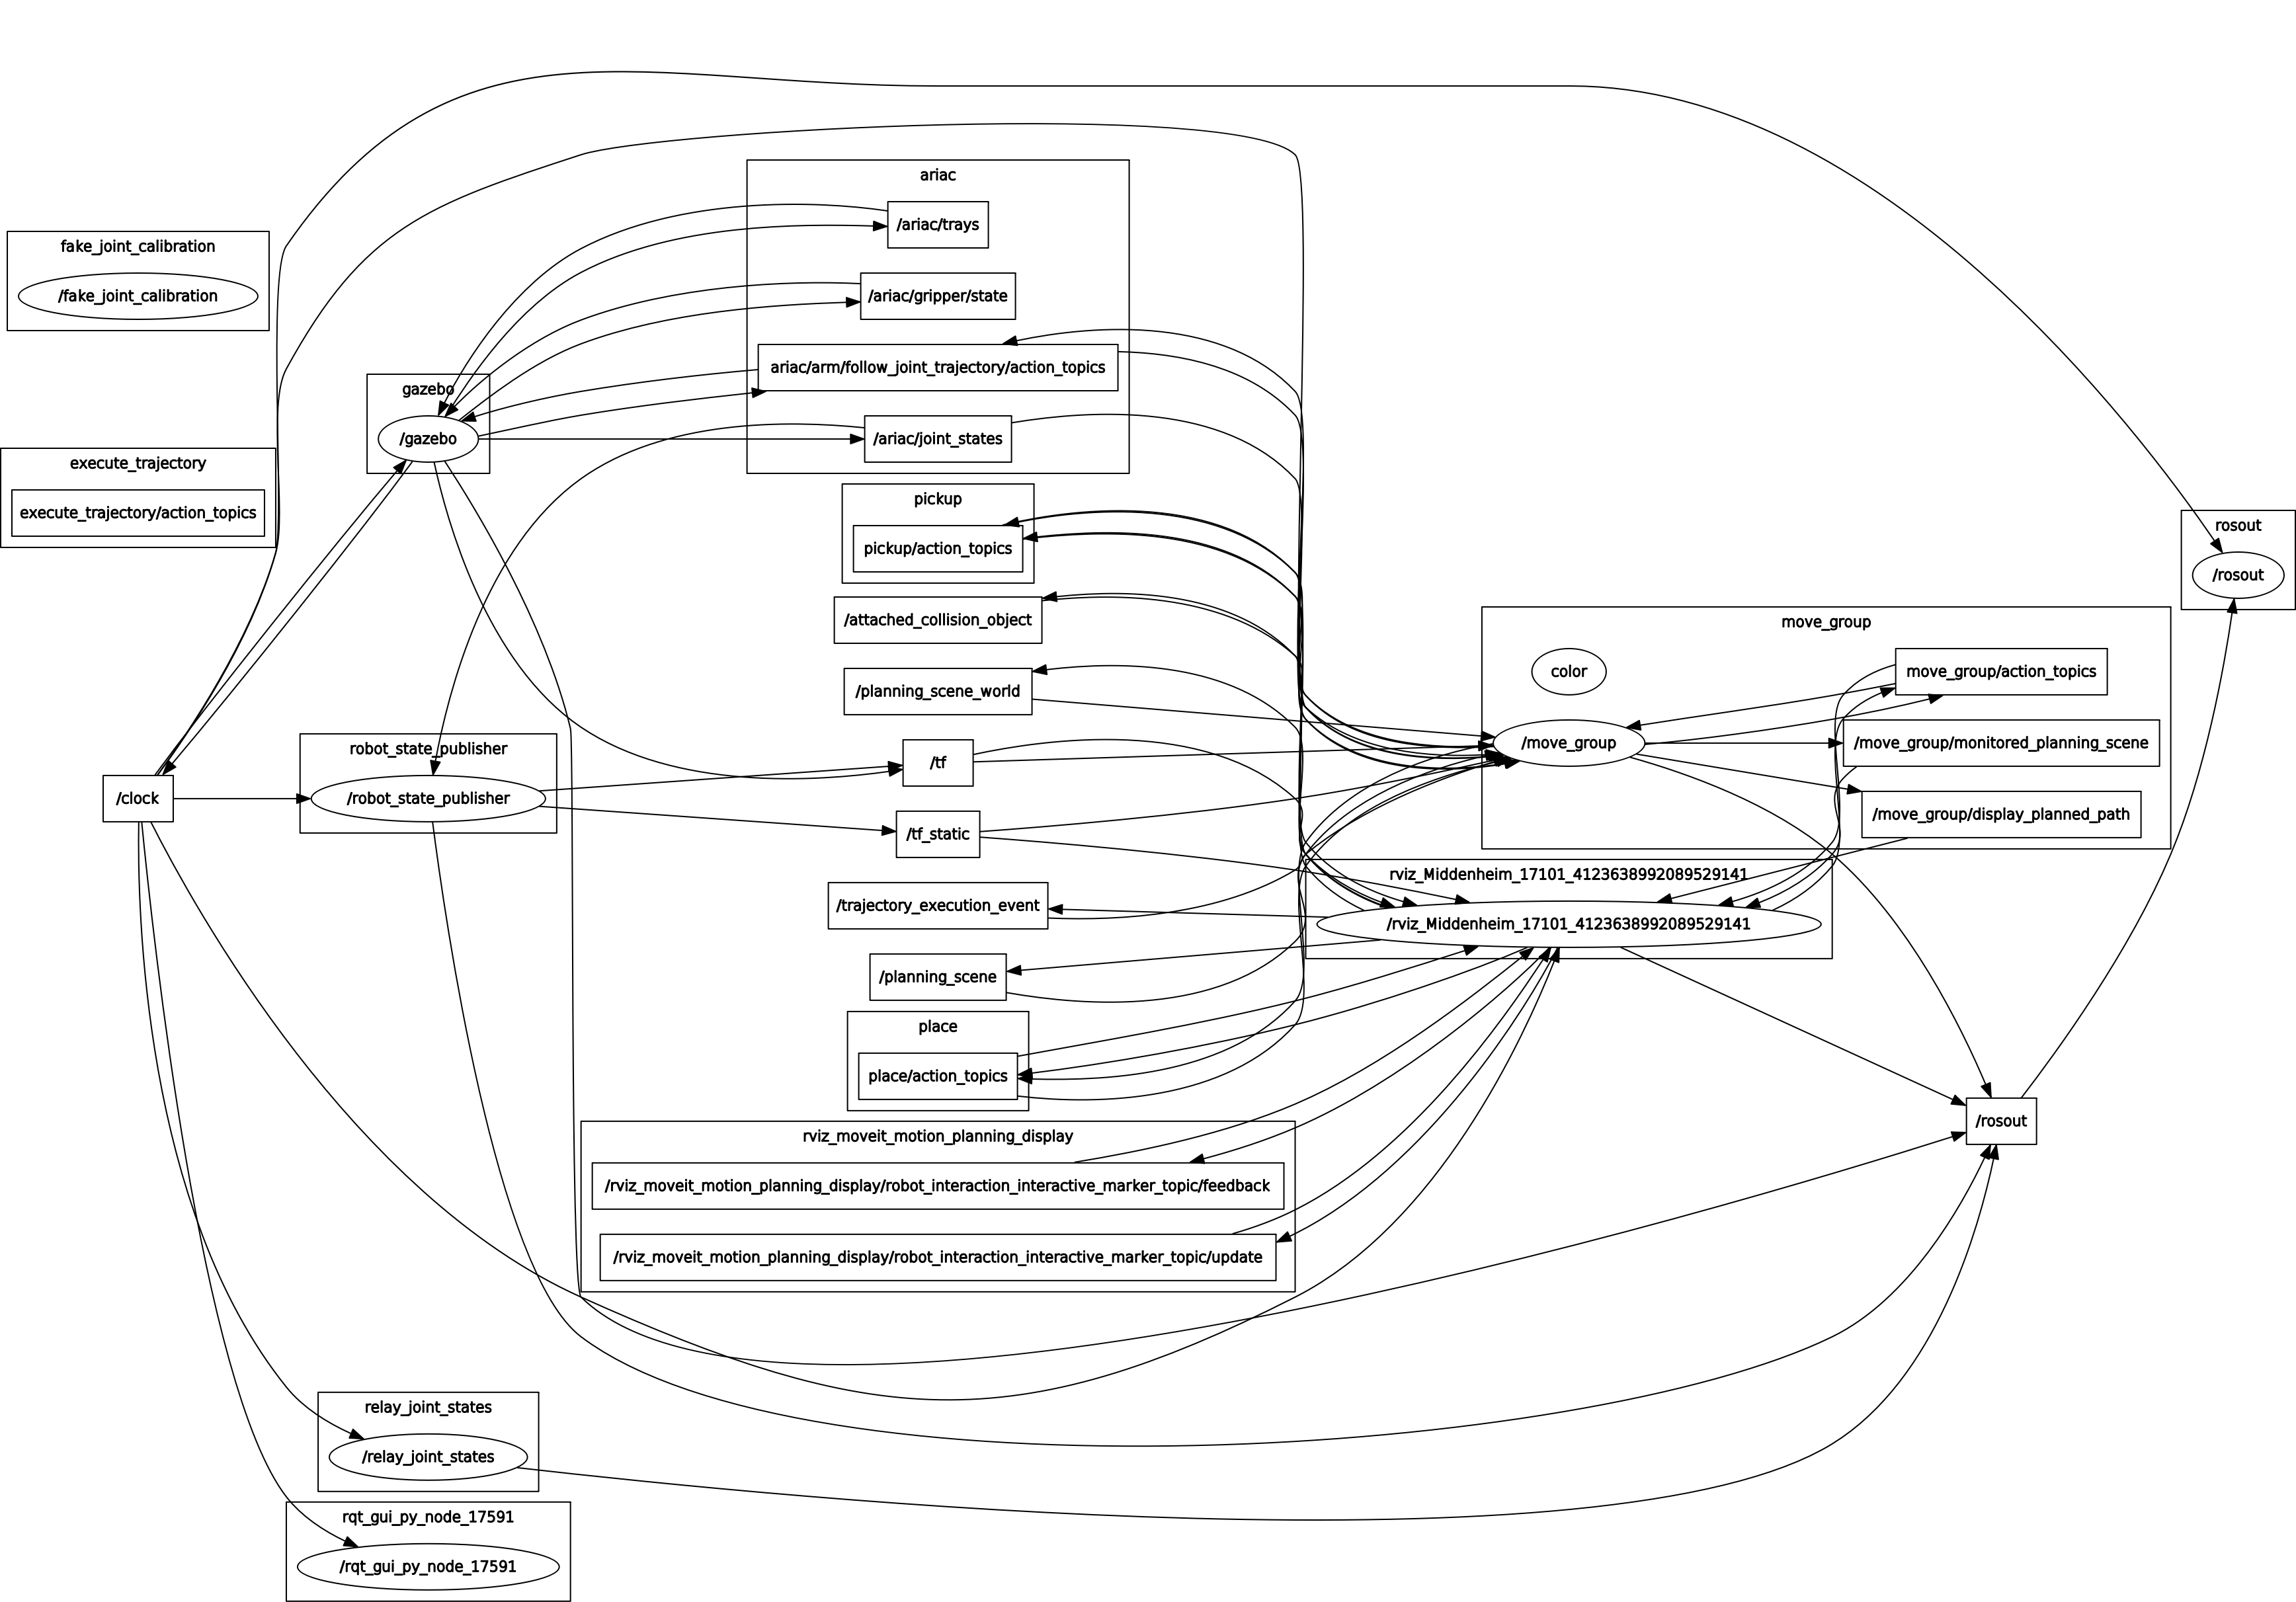 ariac
/ariac/trays
fake_joint_calibration
/fake_joint_calibration
/ariac/gripper/state
ariac/arm/follow_joint_trajectory/action_topics
gazebo
/gazebo
/ariac/joint_states
execute_trajectory
execute_trajectory/action_topics
pickup
pickup/action_topics
rosout
/rosout
/attached_collision_object
move_group
color
move_group/action_topics
/planning_scene_world
/move_group
/move_group/monitored_planning_scene
robot_state_publisher
/robot_state_publisher
/clock
/tf
/move_group/display_planned_path
/tf_static
rviz_Middenheim_17101_4123638992089529141
/rviz_Middenheim_17101_4123638992089529141
/trajectory_execution_event
/planning_scene
place
place/action_topics
/rosout
rviz_moveit_motion_planning_display
/rviz_moveit_motion_planning_display/robot_interaction_interactive_marker_topic/feedback
/rviz_moveit_motion_planning_display/robot_interaction_interactive_marker_topic/update
relay_joint_states
/relay_joint_states
rqt_gui_py_node_17591
/rqt_gui_py_node_17591